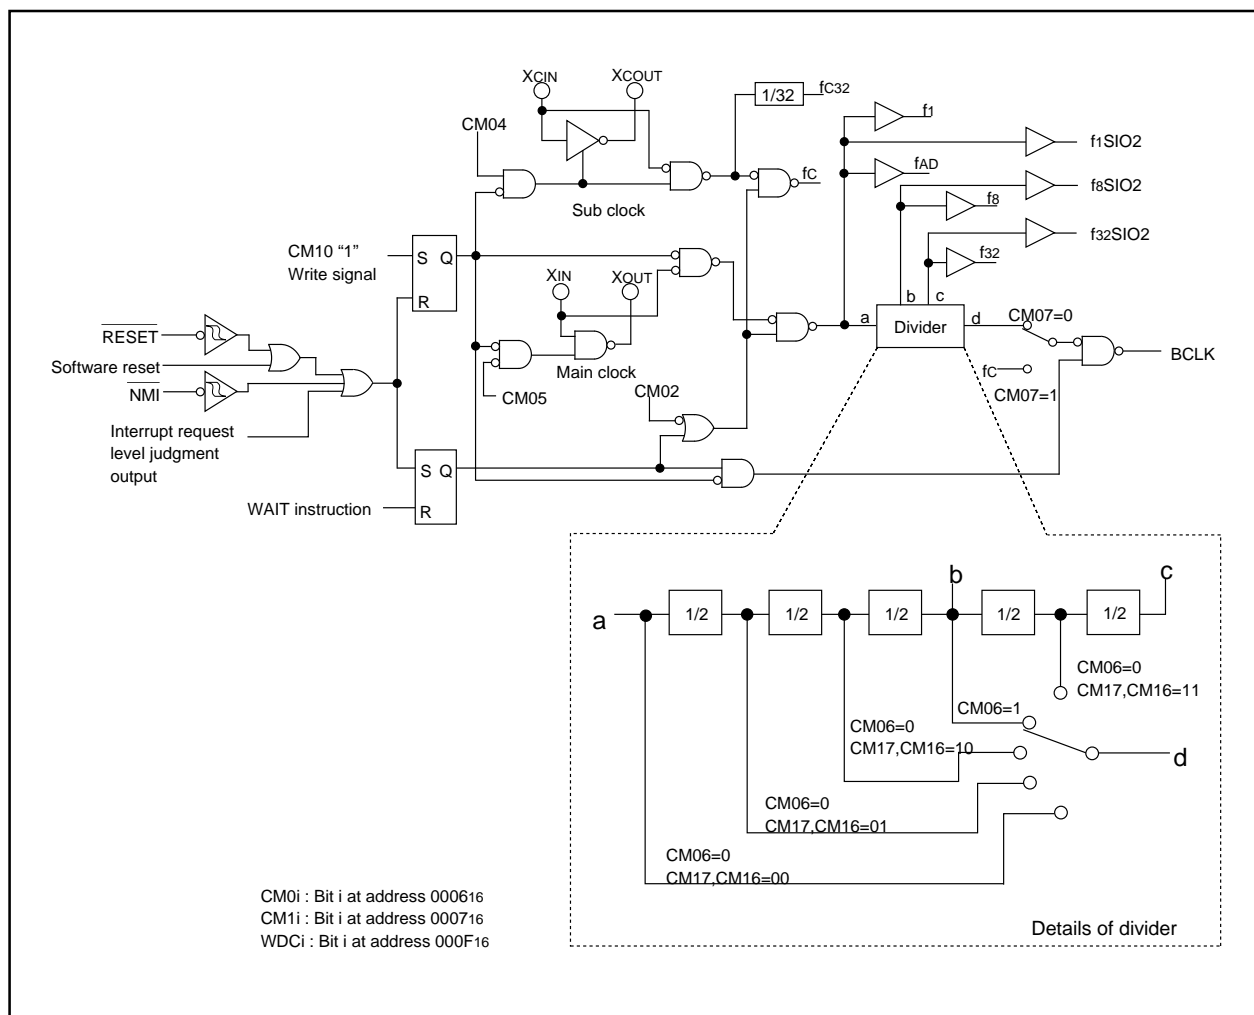 XCIN
XCOUT
1/32
fC32
f1
CM04
f1SIO2
fAD
fC
f8SIO2
f8
Sub clock
f32SIO2
CM10 “1”
Write signal
S Q
R
XIN
XOUT
f32
b c
CM07=0
a
Divider
d
RESET
BCLK
Software reset
Main clock
fC
NMI
CM05
CM02
CM07=1
Interrupt request
level judgment
output
S Q
R
WAIT instruction
b
c
a
1/2
1/2
1/2
1/2
1/2
CM06=0
CM17,CM16=11
CM06=1
CM06=0
CM17,CM16=10
d
CM06=0
CM17,CM16=01
CM06=0
CM17,CM16=00
CM0i : Bit i at address 000616
CM1i : Bit i at address 000716
WDCi : Bit i at address 000F16
Details of divider